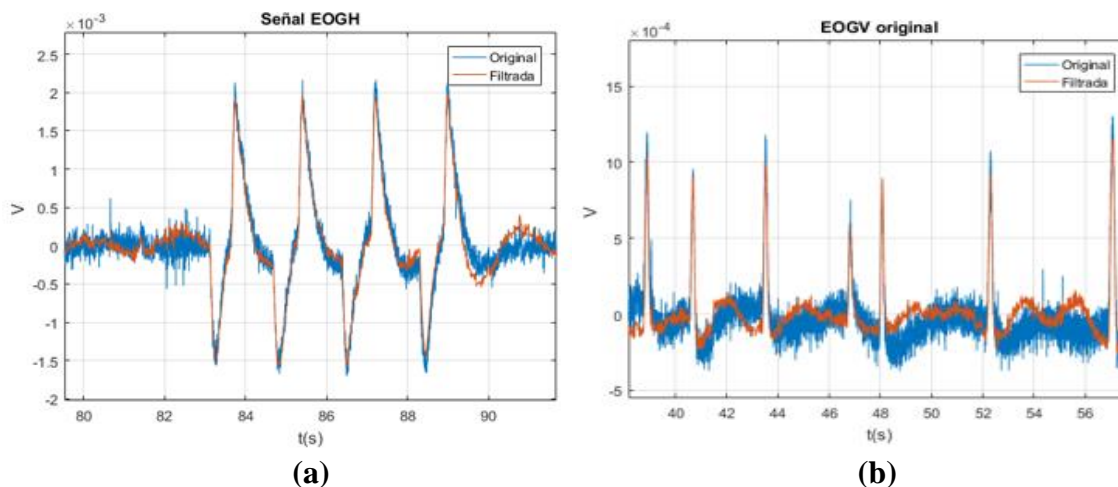 Señal EOGH
×10⁻³
2.5
2
1.5
1
0.5
0
-0.5
-1
-1.5
-2
V
80 82 84 86 88 90
t(s)
Original
Filtrada
(a)
EOGV original
×10⁻⁴
15
10
5
0
-5
V
40 42 44 46 48 50 52 54 56
t(s)
Original
Filtrada
(b)